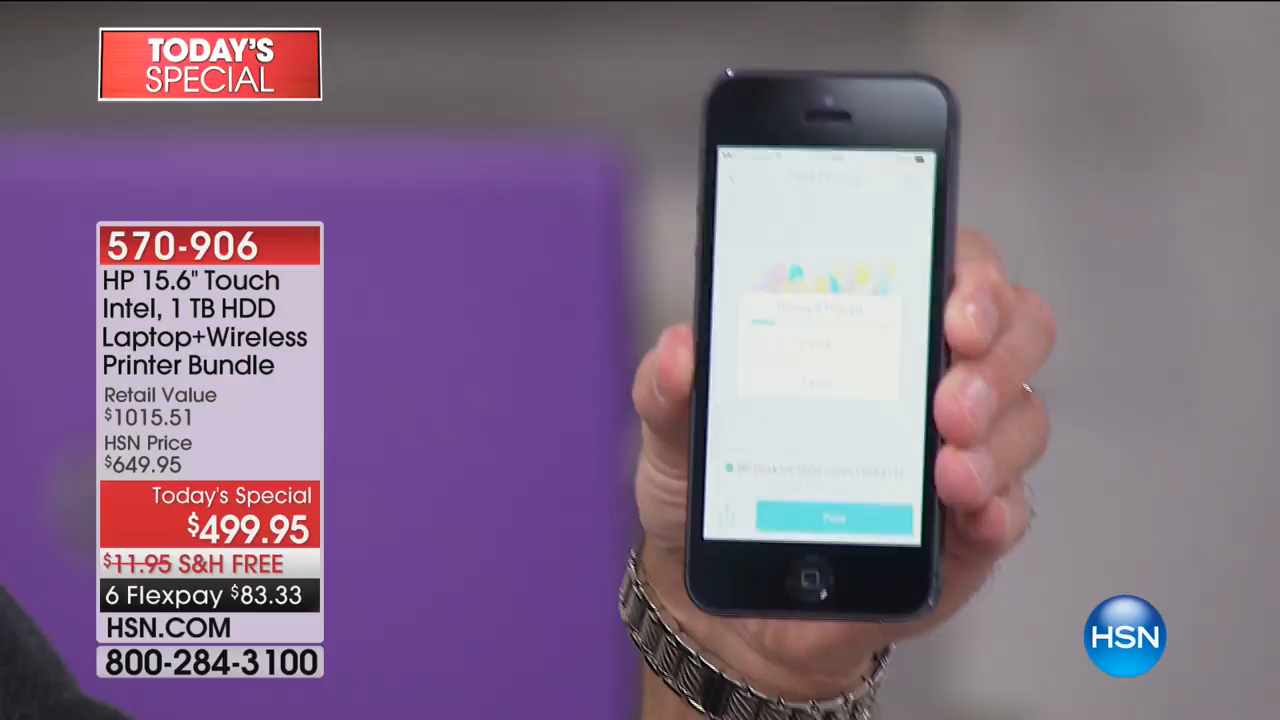 TODAY'S
SPECIAL
570-906
HP 15.6" Touch
Intel, 1 TB HDD
Laptop+Wireless
Printer Bundle
Retail Value
$1015.51
HSN Price
$649.95
Today's Special
$499.95
$11.95 S&H FREE
6 Flexpay $83.33
HSN.COM
800-284-3100
Print
HSN